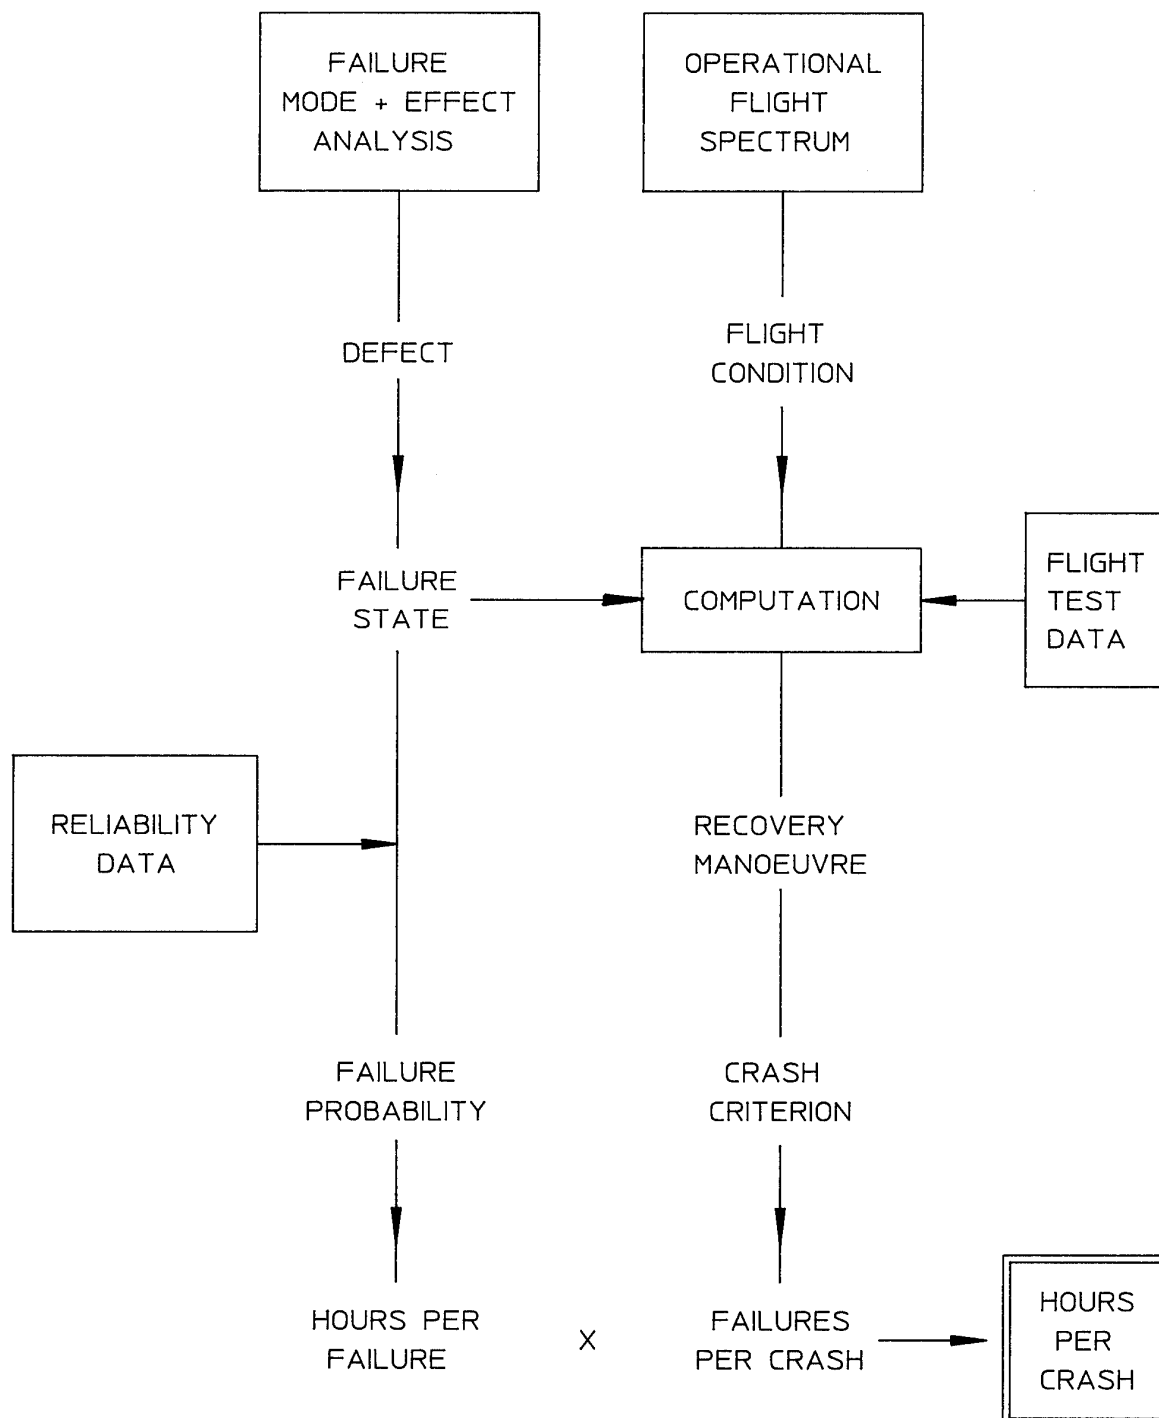 FAILURE
MODE + EFFECT
ANALYSIS
OPERATIONAL
FLIGHT
SPECTRUM
DEFECT
FLIGHT
CONDITION
FAILURE
STATE
COMPUTATION
FLIGHT
TEST
DATA
RELIABILITY
DATA
RECOVERY
MANOEUVRE
FAILURE
PROBABILITY
CRASH
CRITERION
HOURS PER
FAILURE
X
FAILURES
PER CRASH
HOURS
PER
CRASH